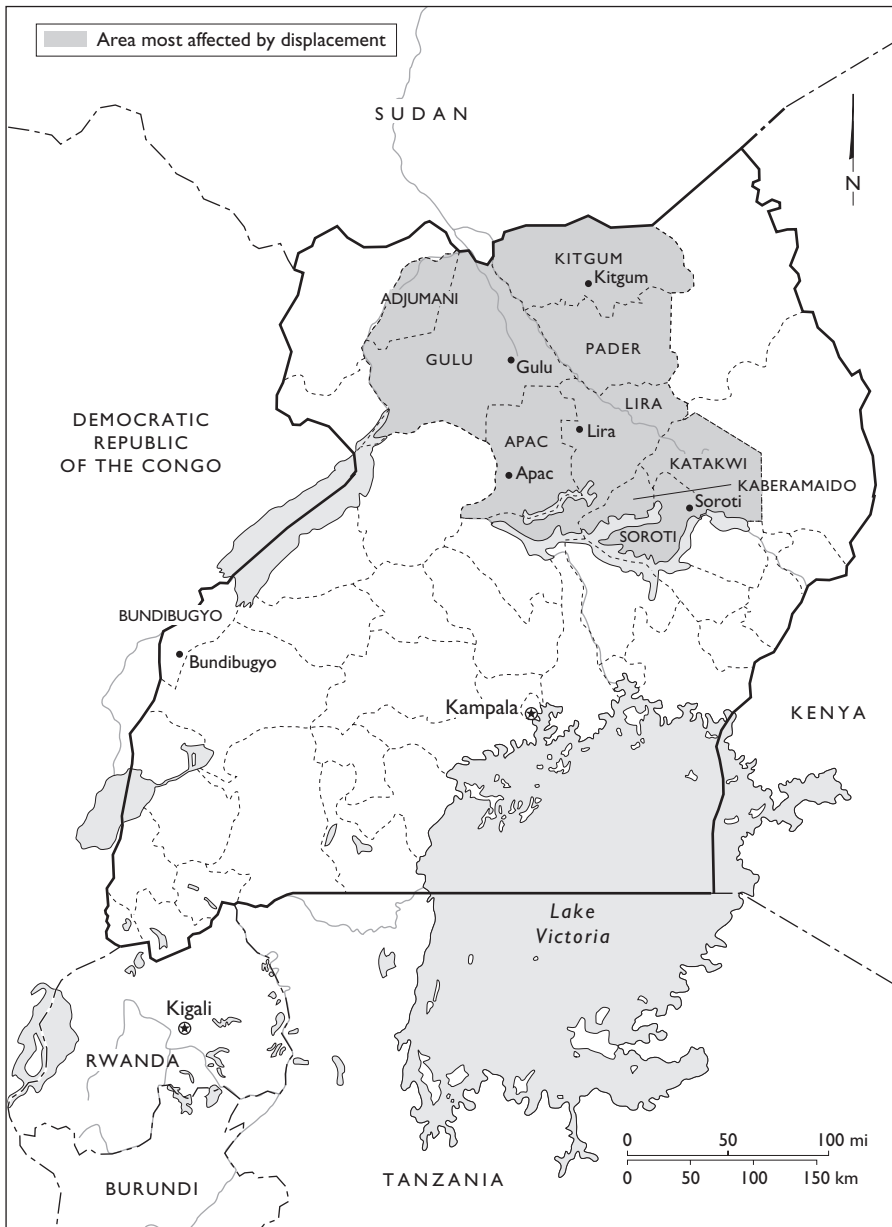 Area most affected by displacement
SUDAN
N
KITGUM
Kitgum
ADJUMANI
GULU
Gulu
PADER
LIRA
DEMOCRATIC
REPUBLIC
OF THE CONGO
APAC
Lira
Apac
KATAKWI
KABERAMAIDO
Soroti
SOROTI
BUNDIBUGYO
Bundibugyo
Kampala
KENYA
Lake
Victoria
Kigali
RWANDA
BURUNDI
TANZANIA
0 50 100 mi
0 50 100 150 km